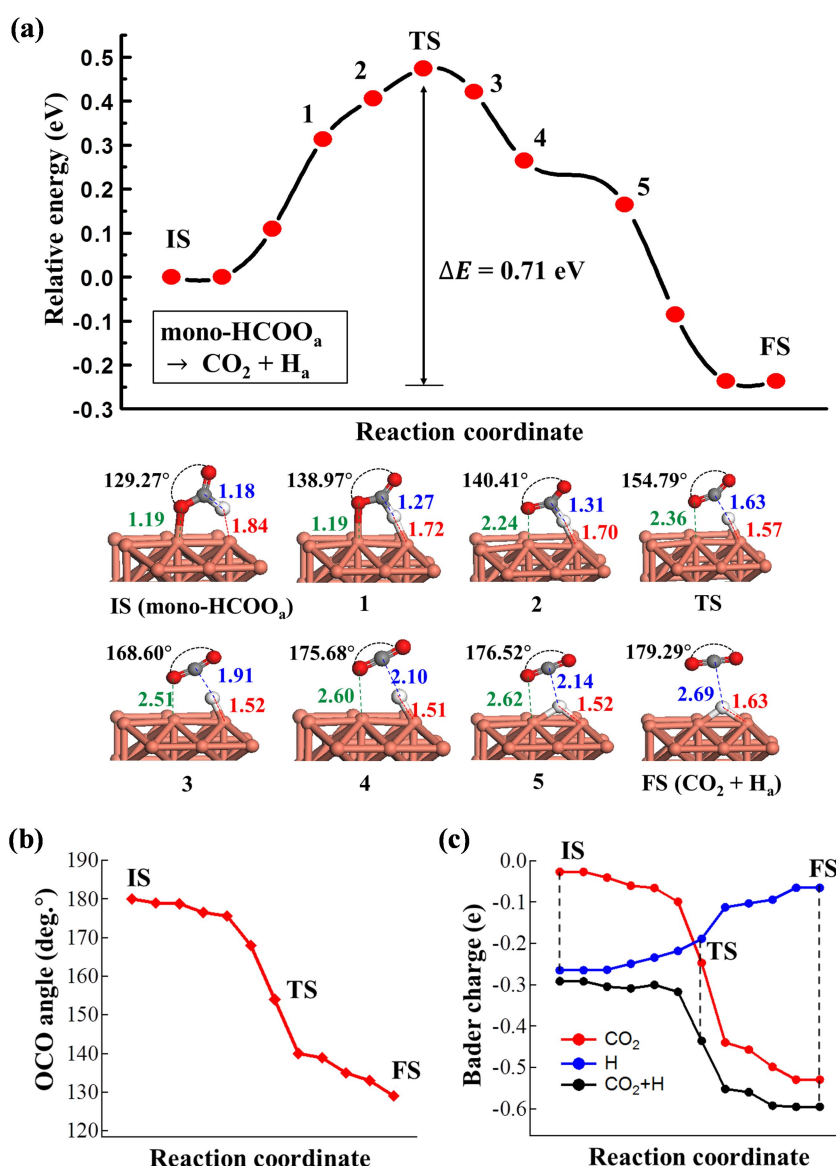 (a)
TS
0.5
0.4
0.3
0.2
0.1
0.0
-0.1
-0.2
-0.3
Relative energy (eV)
IS
1
2
3
4
5
FS
ΔE = 0.71 eV
mono-HCOOₐ
→ CO₂ + Hₐ
Reaction coordinate
129.27°
1.18
1.19
1.84
IS (mono-HCOOₐ)
138.97°
1.27
1.19
1.72
1
140.41°
1.31
2.24
1.70
2
154.79°
1.63
2.36
1.57
TS
168.60°
1.91
2.51
1.52
3
175.68°
2.10
2.60
1.51
4
176.52°
2.14
2.62
1.52
5
179.29°
2.69
1.63
FS (CO₂ + Hₐ)
(b)
190
180
170
160
150
140
130
120
OCO angle (deg.°)
IS
TS
FS
Reaction coordinate
(c)
0.0
-0.1
-0.2
-0.3
-0.4
-0.5
-0.6
Bader charge (e)
IS
FS
TS
CO₂
H
CO₂+H
Reaction coordinate